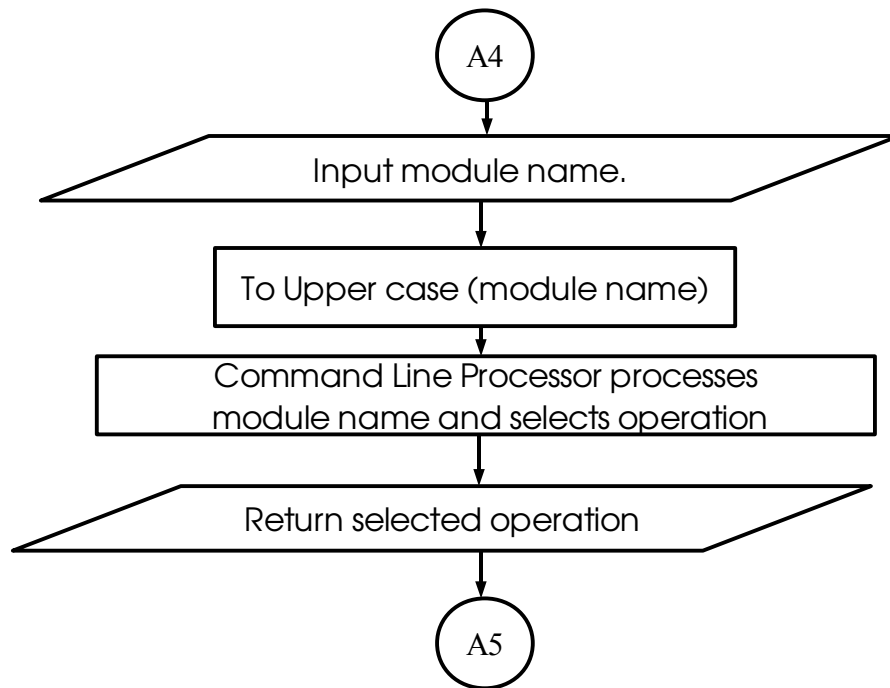 A4
Input module name.
To Upper case (module name)
Command Line Processor processes
module name and selects operation
Return selected operation
A5